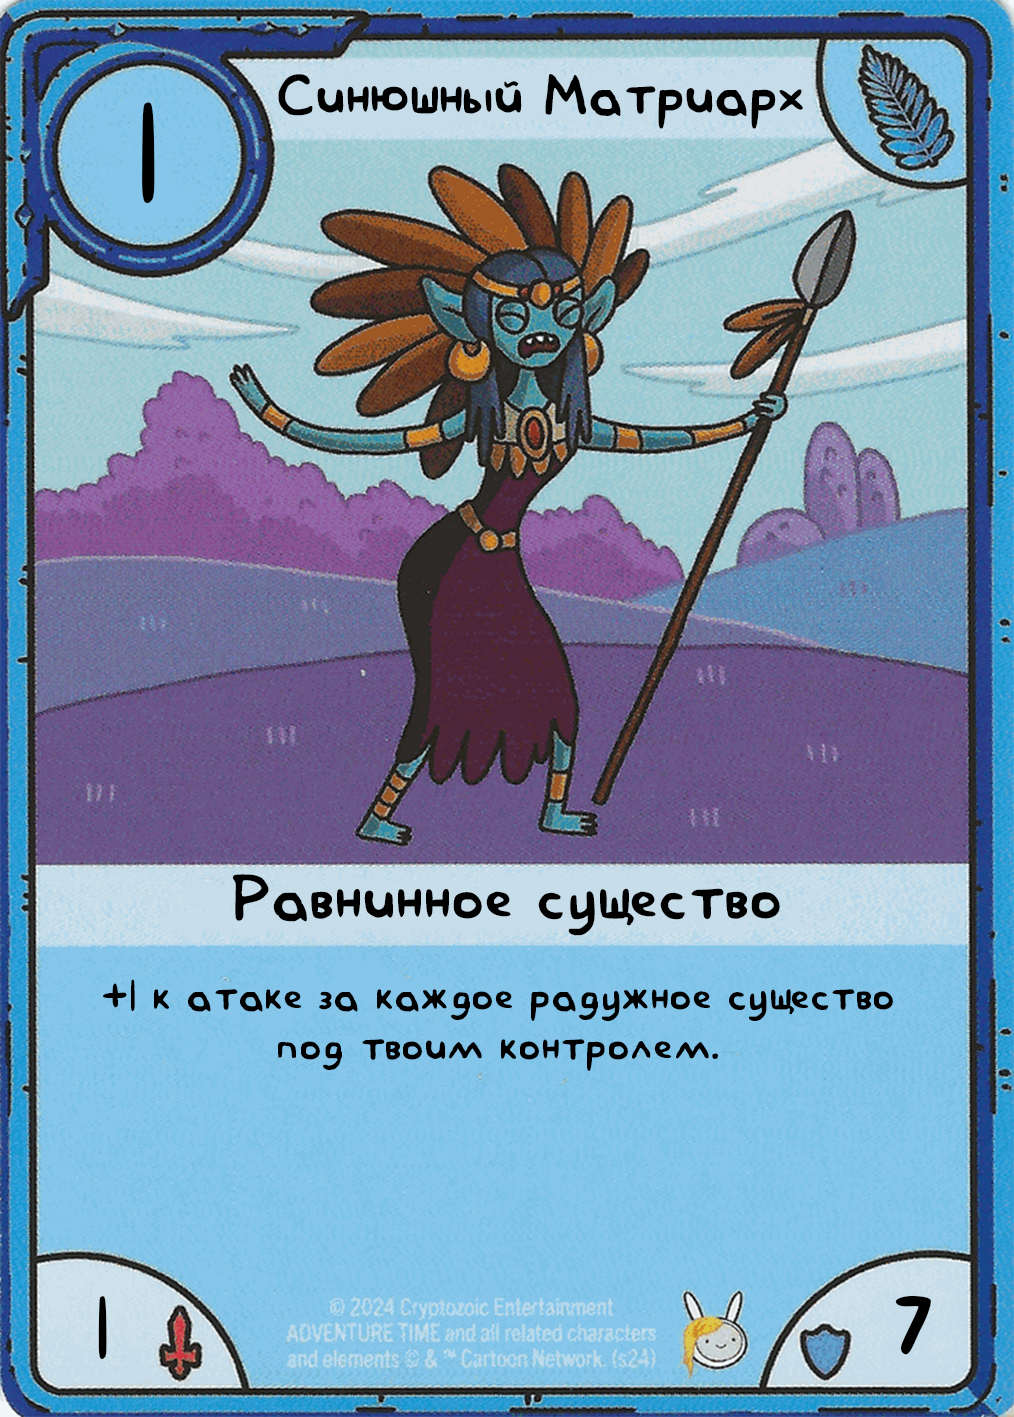 1
Синюшный Матриарх
Равнинное существо
+1 к атаке за каждое радужное существо
под твоим контролем.
1
7
© 2024 Cryptozoic Entertainment
ADVENTURE TIME and all related characters
and elements © & ™ Cartoon Network. (s24)